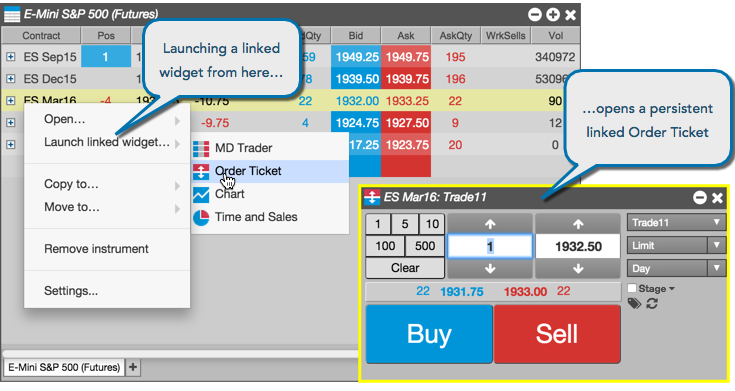 E-Mini S&P 500 (Futures)
Contract Pos dQty Bid Ask AskQty WrkSells Vol
ES Sep15 1 1 59 1949.25 1949.75 195 340972
ES Dec15 1 78 1939.50 1939.75 196 53096
ES Mar16 -4 193 -10.75 22 1932.00 1933.25 22 90
-9.75 4 1924.75 1927.50 9 12
17.25 1923.75 20 0
Launching a linked
widget from here...
...opens a persistent
linked Order Ticket
Open...
Launch linked widget...
Copy to...
Move to...
Remove instrument
Settings...
MD Trader
Order Ticket
Chart
Time and Sales
ES Mar16: Trade11
1 5 10
100 500
Clear
1
1932.50
Trade11
Limit
Day
Stage
22 1931.75 1933.00 22
Buy Sell
E-Mini S&P 500 (Futures) +